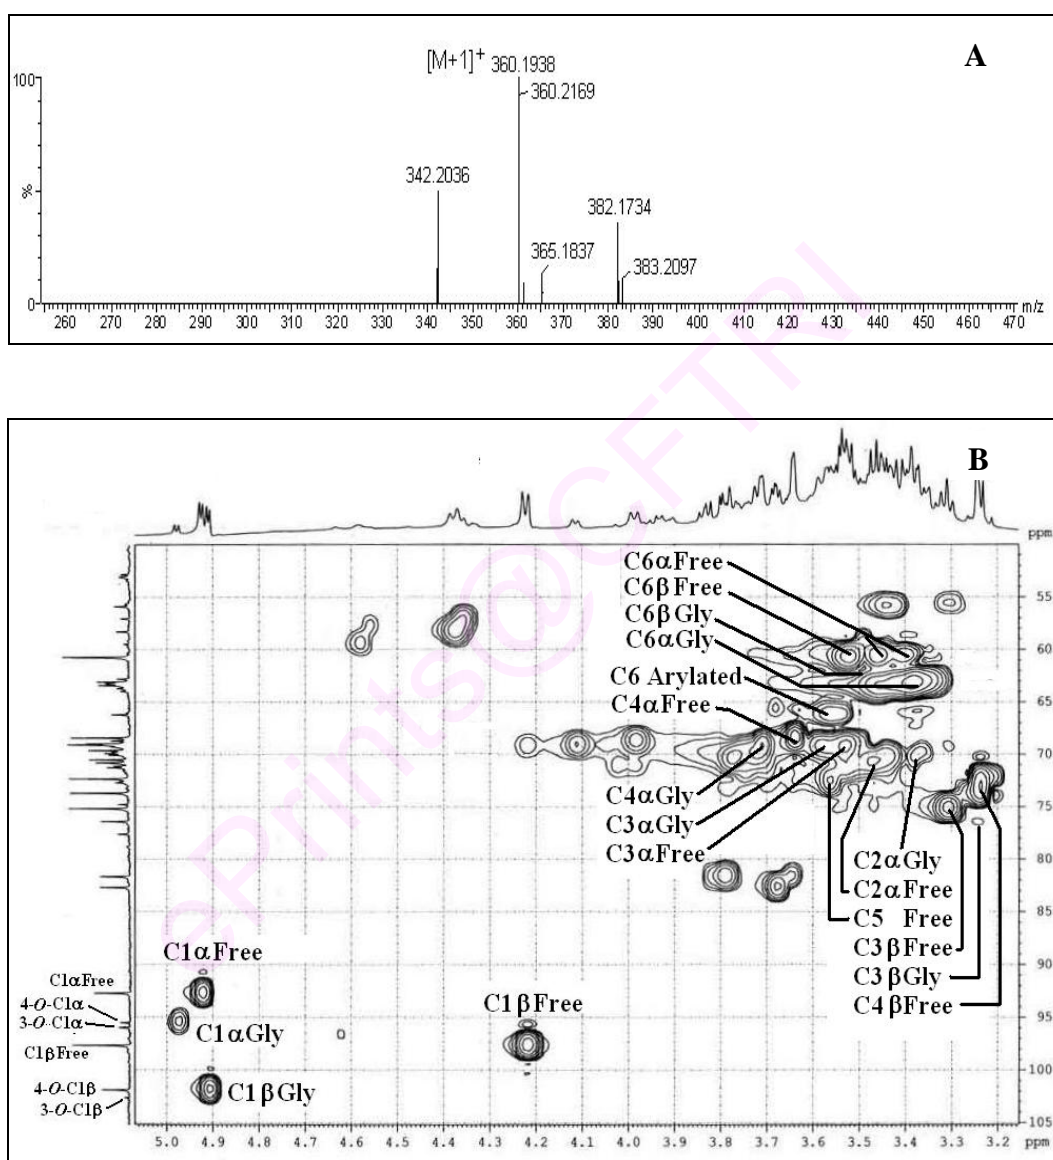 A
[M+1]+ 360.1938
100
360.2169
342.2036
%
382.1734
365.1837
383.2097
0
260 270 280 290 300 310 320 330 340 350 360 370 380 390 400 410 420 430 440 450 460 470 m/z
B
ppm
C6αFree
C6βFree
C6βGly
C6αGly
C6 Arylated
C4αFree
C4αGly
C3αGly
C3αFree
C2αGly
C2αFree
C5 Free
C3βFree
C3βGly
C4βFree
55
60
65
70
75
80
85
90
95
100
105
C1αFree
C1αGly
C1βFree
C1βGly
C1αFree
4-O-C1α
3-O-C1α
C1βFree
4-O-C1β
3-O-C1β
5.0 4.9 4.8 4.7 4.6 4.5 4.4 4.3 4.2 4.1 4.0 3.9 3.8 3.7 3.6 3.5 3.4 3.3 3.2 ppm
ePrints@CFTRI